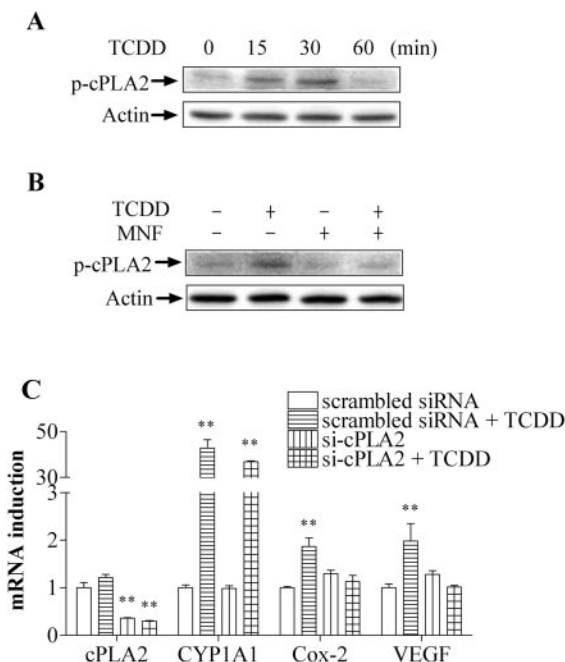 A
TCDD 0 15 30 60 (min)
p-cPLA2
Actin
B
TCDD - + - +
MNF - - + +
p-cPLA2
Actin
C
scrambled siRNA
scrambled siRNA + TCDD
si-cPLA2
si-cPLA2 + TCDD
mRNA induction
50
30
3
2
1
0
** ** ** ** ** **
cPLA2 CYP1A1 Cox-2 VEGF